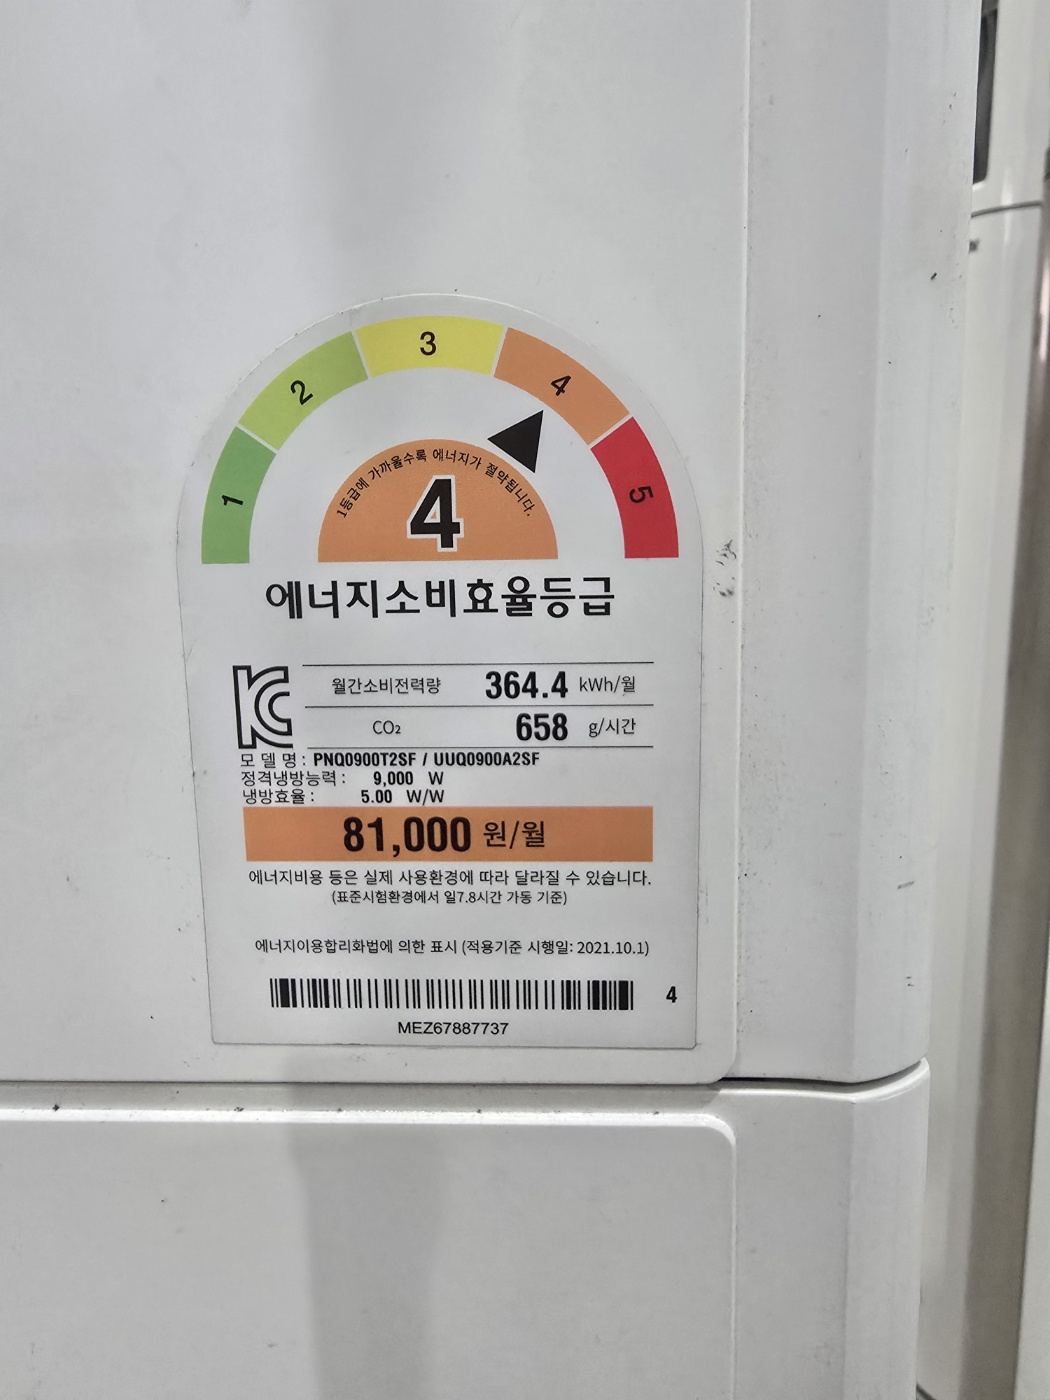 1
2
3
4
5
1등급에 가까울수록 에너지가 절약됩니다.
4
에너지소비효율등급
월간소비전력량 364.4 kWh/월
CO₂ 658 g/시간
모 델 명 : PNQ0900T2SF / UUQ0900A2SF
정격냉방능력 : 9,000 W
냉방효율 : 5.00 W/W
81,000 원/월
에너지비용 등은 실제 사용환경에 따라 달라질 수 있습니다.
(표준시험환경에서 일7.8시간 가동 기준)
에너지이용합리화법에 의한 표시 (적용기준 시행일: 2021.10.1)
4
MEZ67887737